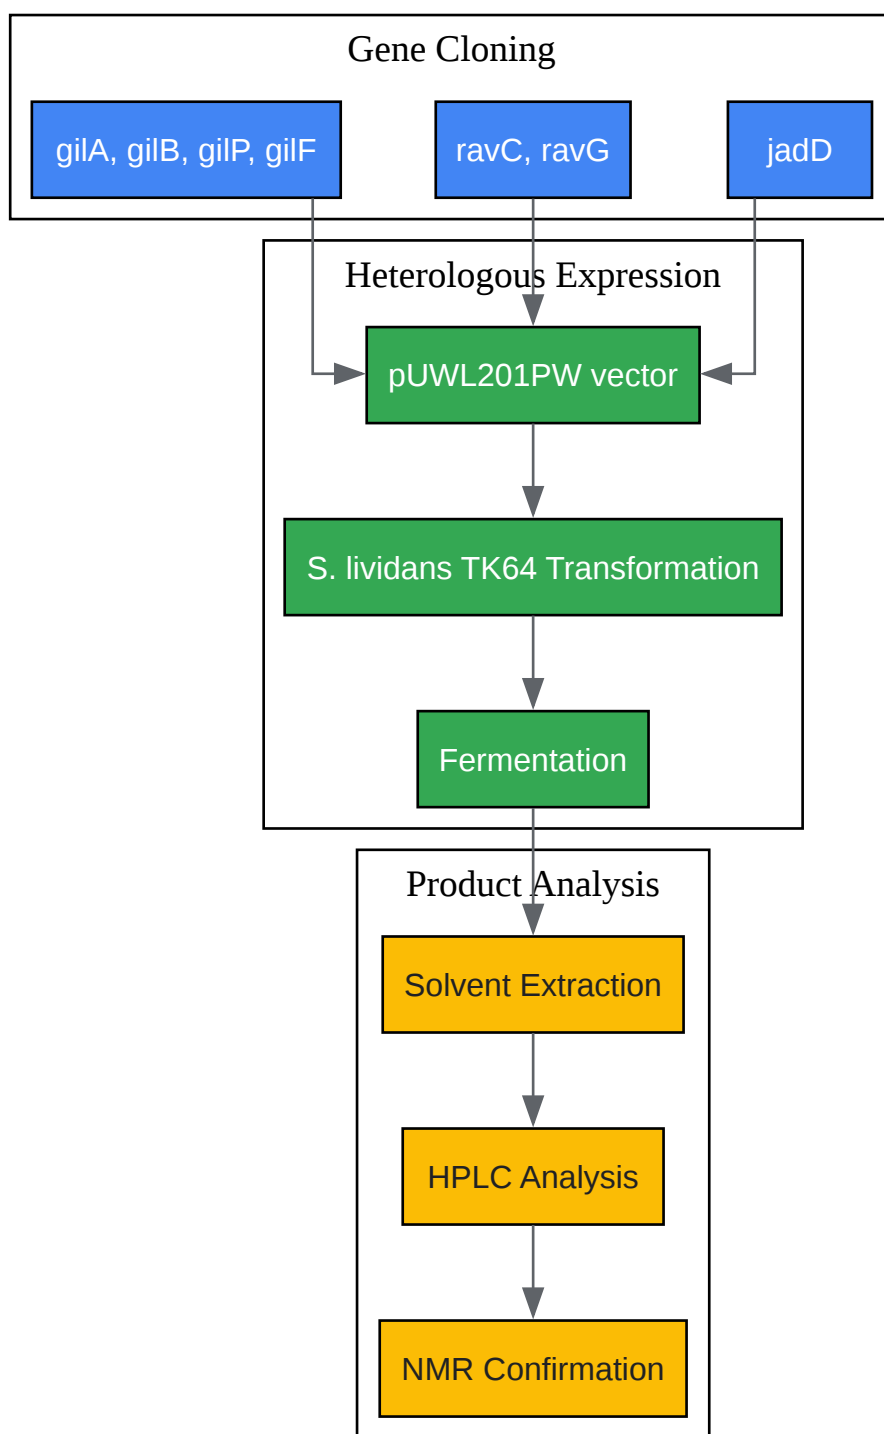 Gene Cloning
gilA, gilB, gilP, gilF
ravC, ravG
jadD
Heterologous Expression
pUWL201PW vector
S. lividans TK64 Transformation
Fermentation
Product Analysis
Solvent Extraction
HPLC Analysis
NMR Confirmation